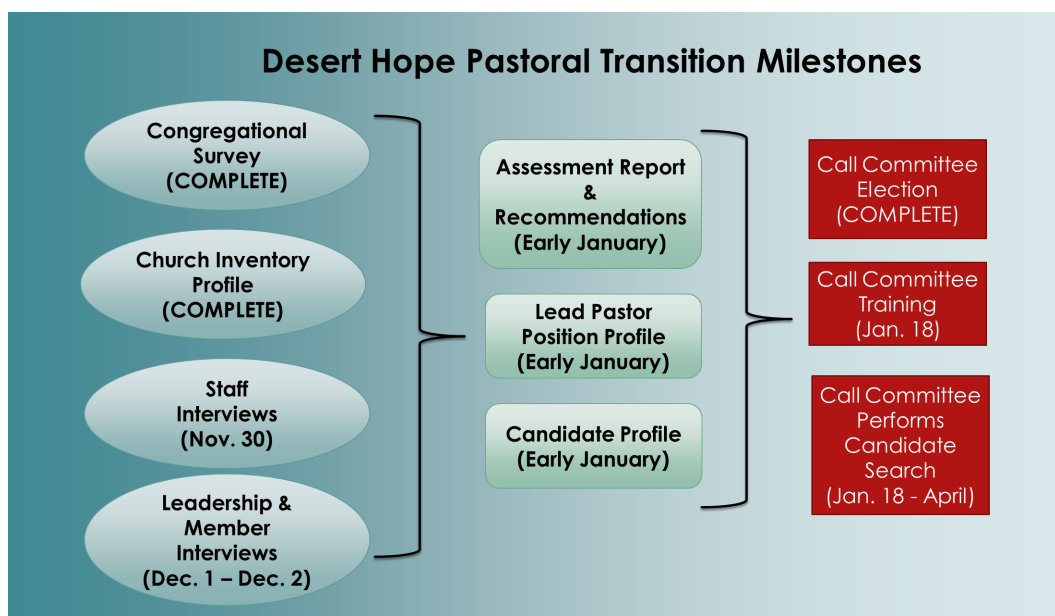 Desert Hope Pastoral Transition Milestones
Congregational
Survey
(COMPLETE)
Church Inventory
Profile
(COMPLETE)
Staff
Interviews
(Nov. 30)
Leadership &
Member
Interviews
(Dec. 1 – Dec. 2)
Assessment Report
&
Recommendations
(Early January)
Lead Pastor
Position Profile
(Early January)
Candidate Profile
(Early January)
Call Committee
Election
(COMPLETE)
Call Committee
Training
(Jan. 18)
Call Committee
Performs
Candidate
Search
(Jan. 18 - April)